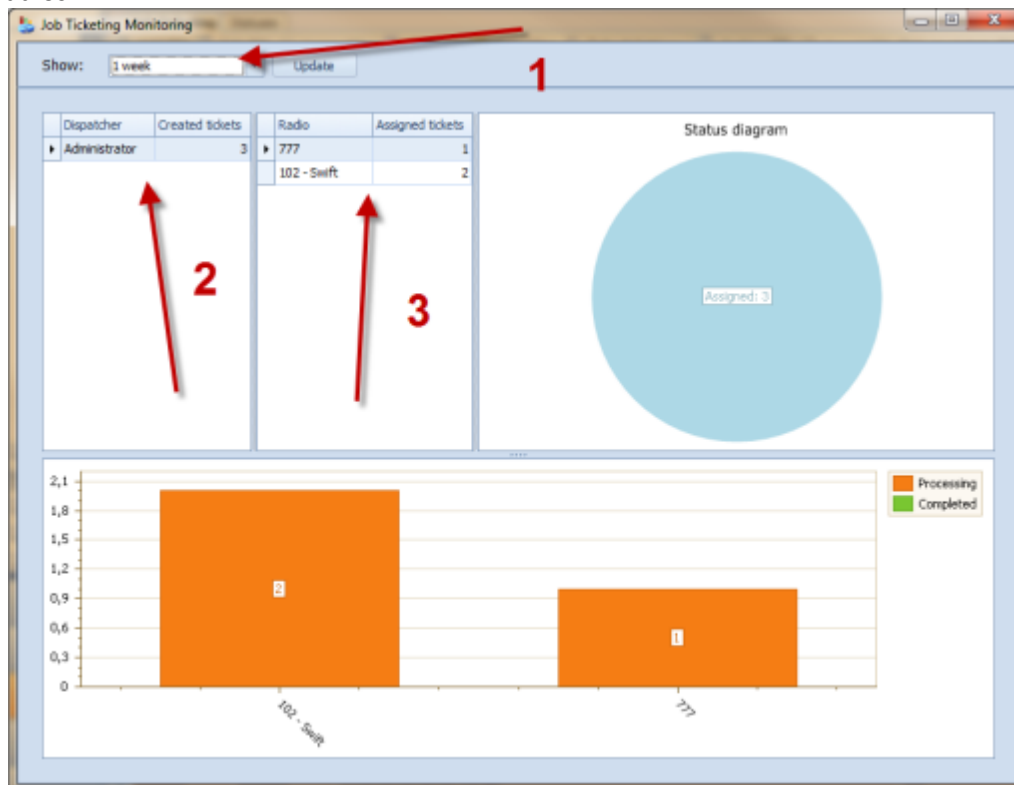 Job Ticketing Monitoring
Show: 1 week Update
1
Dispatcher Created tickets
Administrator 3
2
Radio Assigned tickets
777 1
102 - Swift 2
3
Status diagram
Assigned: 3
2,1
1,8
1,5
1,2
0,9
0,6
0,3
0
2
1
102 - Swift
777
Processing
Completed